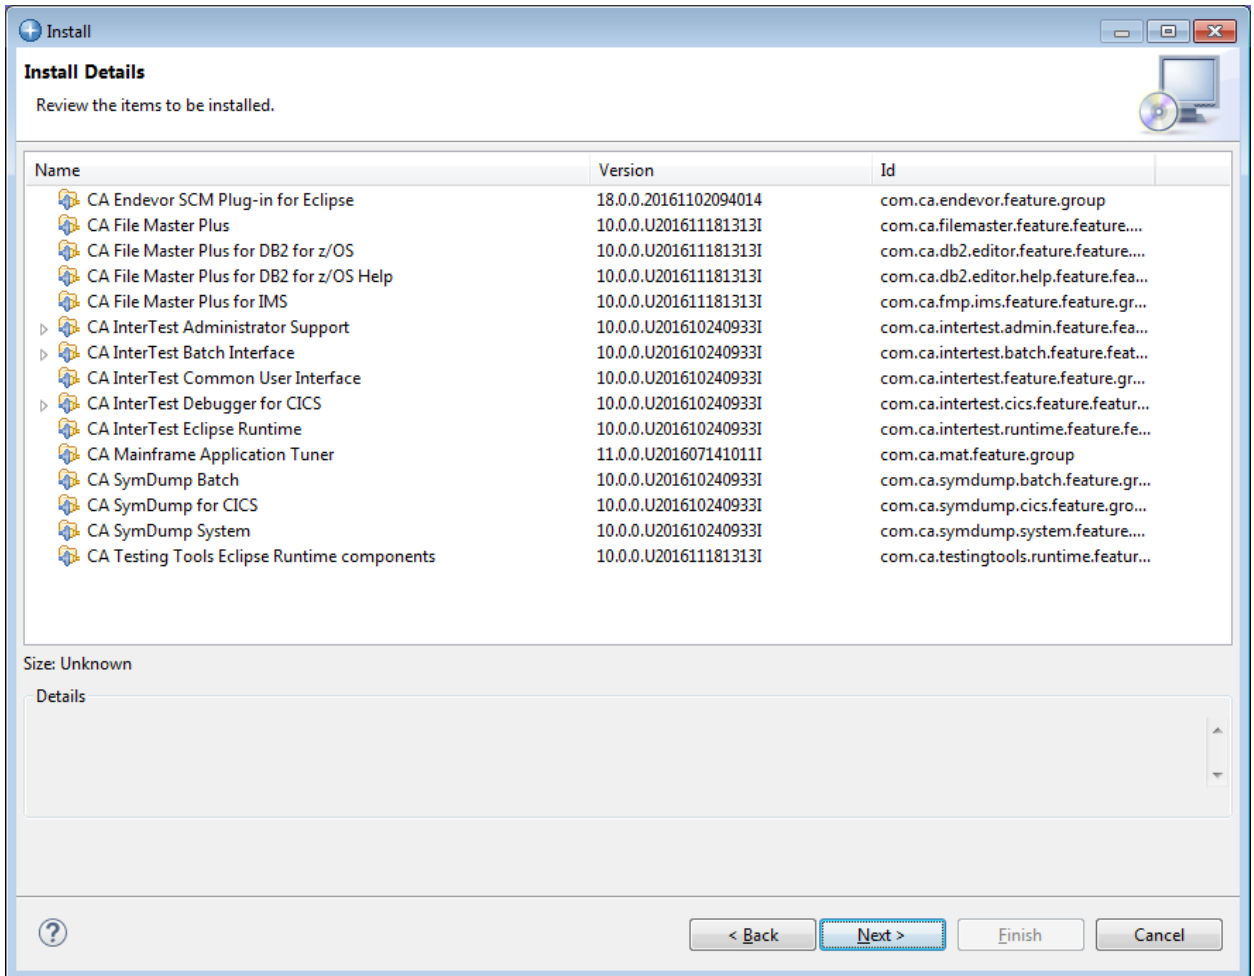 Install
Install Details
Review the items to be installed.
Name Version Id
CA Endevor SCM Plug-in for Eclipse 18.0.0.20161102094014 com.ca.endevor.feature.group
CA File Master Plus 10.0.0.U201611181313I com.ca.filemaster.feature.feature....
CA File Master Plus for DB2 for z/OS 10.0.0.U201611181313I com.ca.db2.editor.feature.feature....
CA File Master Plus for DB2 for z/OS Help 10.0.0.U201611181313I com.ca.db2.editor.help.feature.fea...
CA File Master Plus for IMS 10.0.0.U201611181313I com.ca.fmp.ims.feature.feature.gr...
CA InterTest Administrator Support 10.0.0.U201610240933I com.ca.intertest.admin.feature.fea...
CA InterTest Batch Interface 10.0.0.U201610240933I com.ca.intertest.batch.feature.feat...
CA InterTest Common User Interface 10.0.0.U201610240933I com.ca.intertest.feature.feature.gr...
CA InterTest Debugger for CICS 10.0.0.U201610240933I com.ca.intertest.cics.feature.featur...
CA InterTest Eclipse Runtime 10.0.0.U201610240933I com.ca.intertest.runtime.feature.fe...
CA Mainframe Application Tuner 11.0.0.U201607141011I com.ca.mat.feature.group
CA SymDump Batch 10.0.0.U201610240933I com.ca.symdump.batch.feature.gr...
CA SymDump for CICS 10.0.0.U201610240933I com.ca.symdump.cics.feature.gro...
CA SymDump System 10.0.0.U201610240933I com.ca.symdump.system.feature....
CA Testing Tools Eclipse Runtime components 10.0.0.U201611181313I com.ca.testingtools.runtime.featur...
Size: Unknown
Details
? < Back Next > Finish Cancel